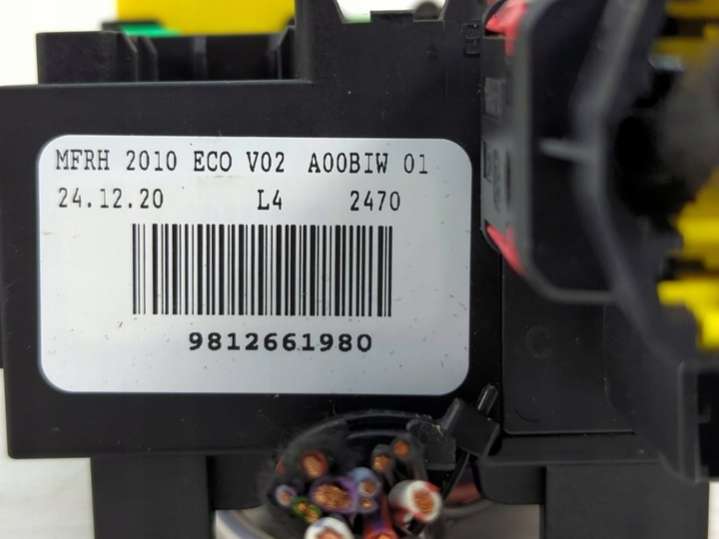 MFRH 2010 ECO V02 A00BIW 01
24.12.20 L4 2470
9812661980